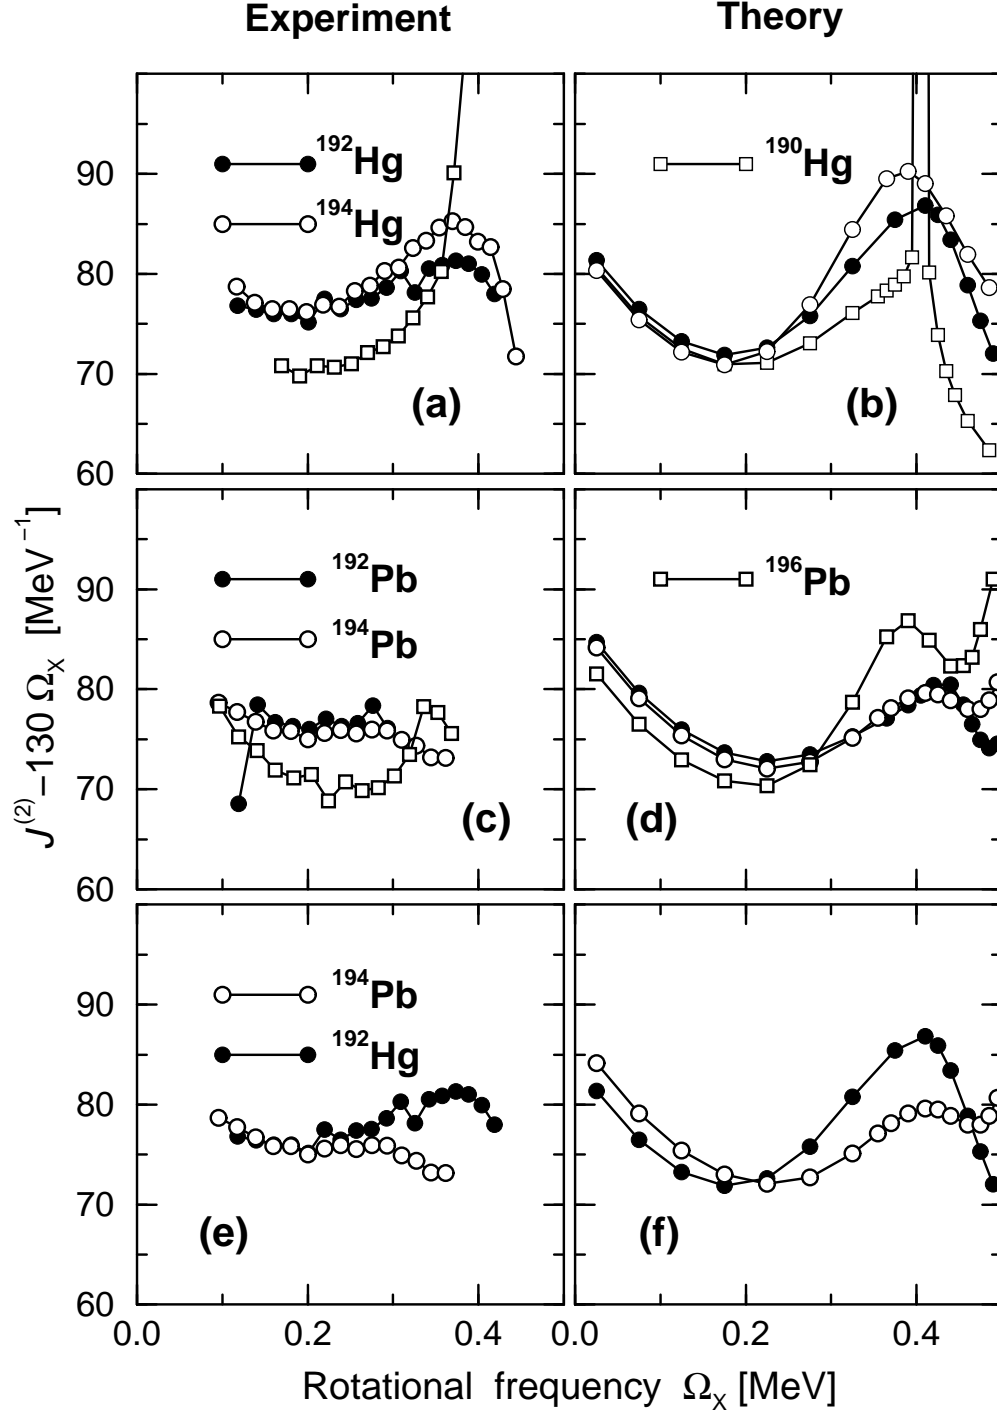 Experiment Theory
90
80
70
60
¹⁹²Hg
¹⁹⁴Hg
(a)
¹⁹⁰Hg
(b)
J⁽²⁾−130 Ω_X [MeV⁻¹]
90
80
70
60
¹⁹²Pb
¹⁹⁴Pb
(c)
¹⁹⁶Pb
(d)
90
80
70
60
¹⁹⁴Pb
¹⁹²Hg
(e)
(f)
0.0 0.2 0.4 0.0 0.2 0.4
Rotational frequency Ω_X [MeV]